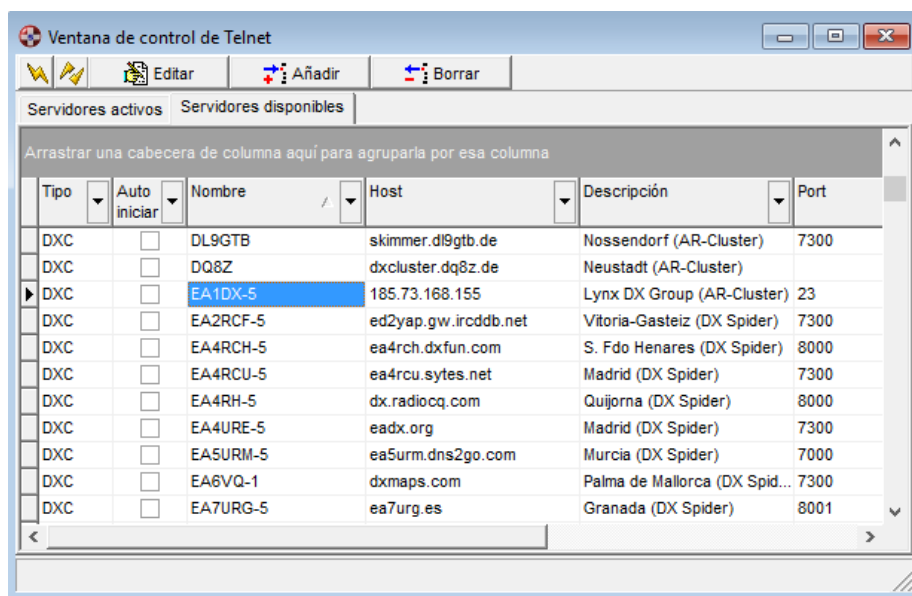 Ventana de control de Telnet
Editar Añadir Borrar
Servidores activos Servidores disponibles
Arrastrar una cabecera de columna aquí para agruparla por esa columna
Tipo Auto iniciar Nombre Host Descripción Port
DXC DL9GTB skimmer.dl9gtb.de Nossendorf (AR-Cluster) 7300
DXC DQ8Z dxcluster.dq8z.de Neustadt (AR-Cluster)
DXC EA1DX-5 185.73.168.155 Lynx DX Group (AR-Cluster) 23
DXC EA2RCF-5 ed2yap.gw.ircddb.net Vitoria-Gasteiz (DX Spider) 7300
DXC EA4RCH-5 ea4rch.dxfun.com S. Fdo Henares (DX Spider) 8000
DXC EA4RCU-5 ea4rcu.sytes.net Madrid (DX Spider) 7300
DXC EA4RH-5 dx.radiocq.com Quijorna (DX Spider) 8000
DXC EA4URE-5 eadx.org Madrid (DX Spider) 7300
DXC EA5URM-5 ea5urm.dns2go.com Murcia (DX Spider) 7000
DXC EA6VQ-1 dxmaps.com Palma de Mallorca (DX Spid... 7300
DXC EA7URG-5 ea7urg.es Granada (DX Spider) 8001